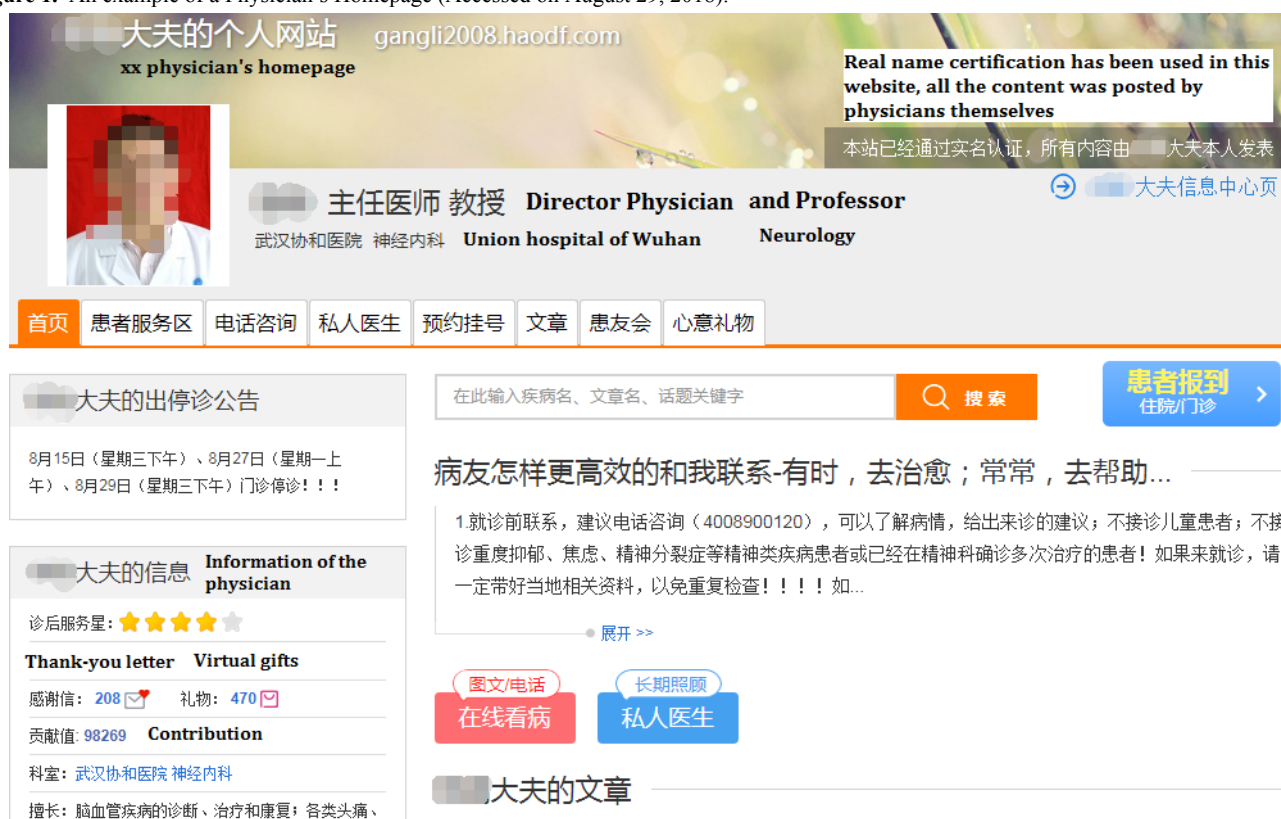 An example of a Physician's Homepage (Accessed on August 29, 2018).
大夫的个人网站 gangli2008.haodf.com
xx physician's homepage
Real name certification has been used in this
website, all the content was posted by
physicians themselves
本站已经通过实名认证，所有内容由 大夫本人发表
大夫信息中心页
主任医师 教授 Director Physician and Professor
武汉协和医院 神经内科 Union hospital of Wuhan Neurology
首页 患者服务区 电话咨询 私人医生 预约挂号 文章 患友会 心意礼物
大夫的出停诊公告
8月15日（星期三下午）、8月27日（星期一上
午）、8月29日（星期三下午）门诊停诊！！！
在此输入疾病名、文章名、话题关键字 搜索
患者报到
住院/门诊
病友怎样更高效的和我联系-有时，去治愈；常常，去帮助...
1.就诊前联系，建议电话咨询（4008900120），可以了解病情，给出来诊的建议；不接诊儿童患者；不接
诊重度抑郁、焦虑、精神分裂症等精神类疾病患者或已经在精神科确诊多次治疗的患者！如果来就诊，请
一定带好当地相关资料，以免重复检查！！！！如...
展开 >>
大夫的信息 Information of the
physician
诊后服务星：
Thank-you letter Virtual gifts
感谢信： 208 礼物： 470
贡献值: 98269 Contribution
科室： 武汉协和医院 神经内科
擅长： 脑血管疾病的诊断、治疗和康复；各类头痛、
图文/电话
在线看病
长期照顾
私人医生
大夫的文章